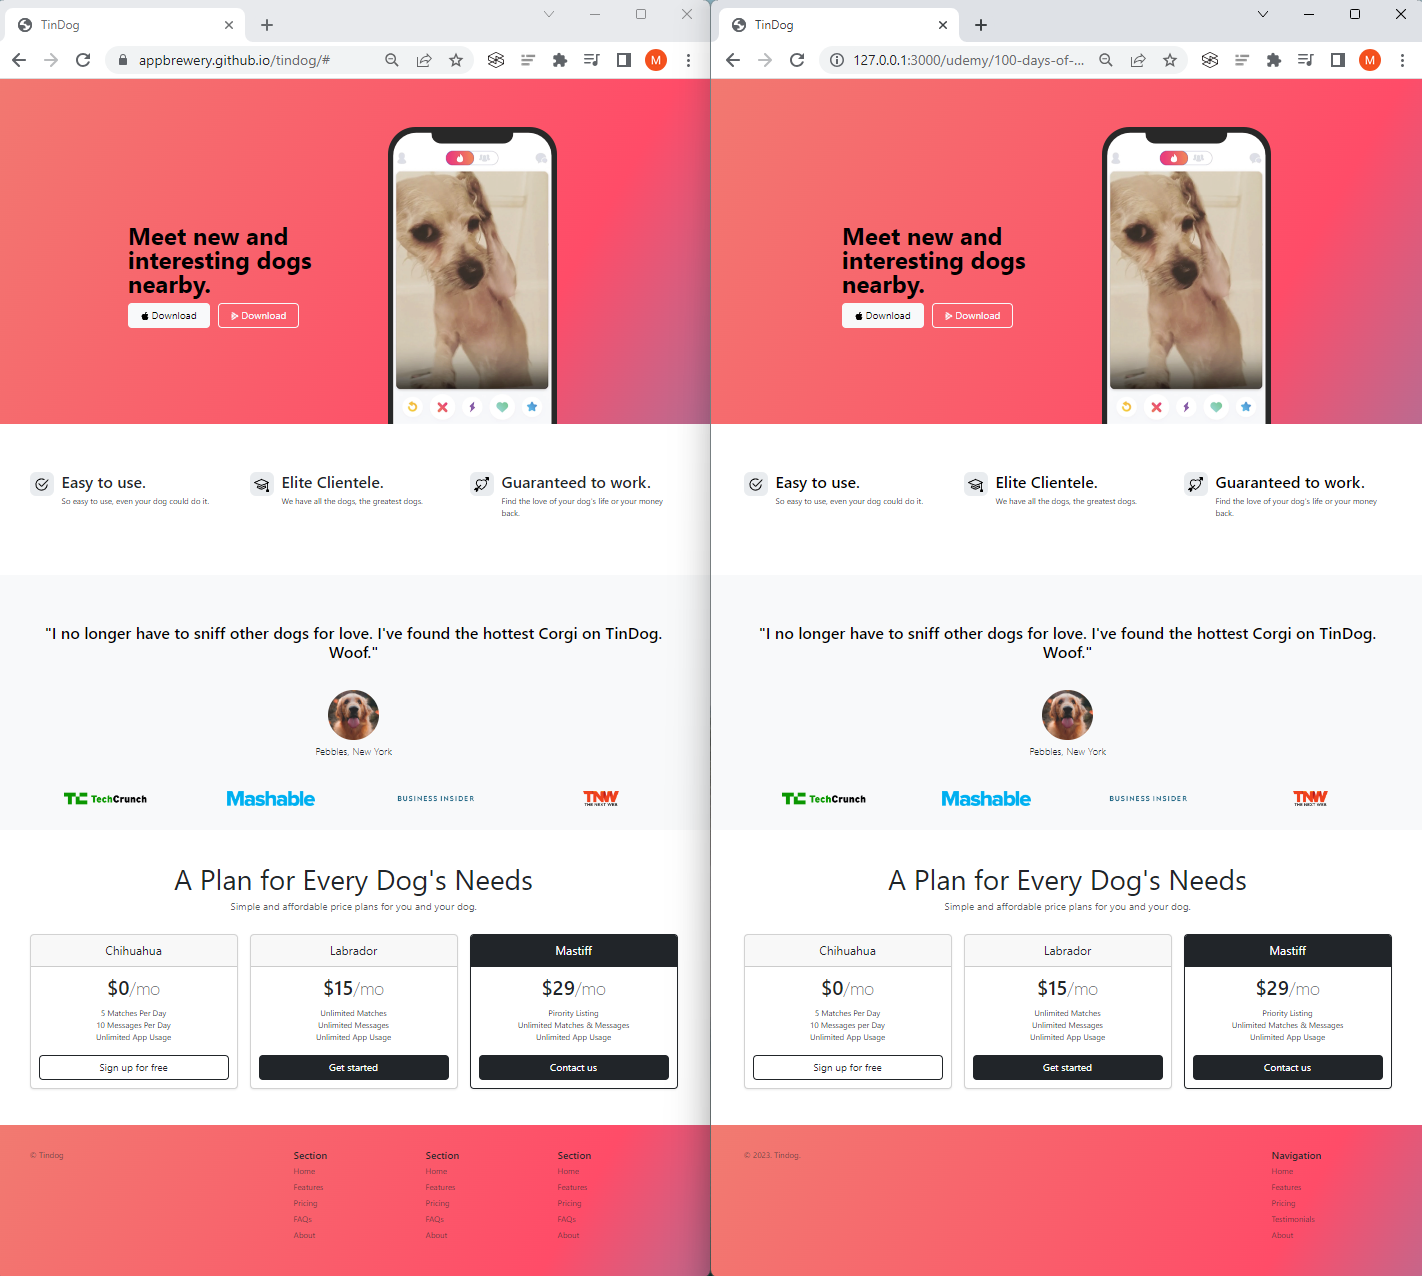 TinDog
appbrewery.github.io/tindog/#
M
Meet new and
interesting dogs
nearby.
Download
Download
Easy to use.
So easy to use, even your dog could do it.
Elite Clientele.
We have all the dogs, the greatest dogs.
Guaranteed to work.
Find the love of your dog's life or your money
back.
"I no longer have to sniff other dogs for love. I've found the hottest Corgi on TinDog.
Woof."
Pebbles, New York
TC TechCrunch
Mashable
BUSINESS INSIDER
TNW
THE NEXT WEB
A Plan for Every Dog's Needs
Simple and affordable price plans for you and your dog.
Chihuahua
$0/mo
5 Matches Per Day
10 Messages Per Day
Unlimited App Usage
Sign up for free
Labrador
$15/mo
Unlimited Matches
Unlimited Messages
Unlimited App Usage
Get started
Mastiff
$29/mo
Pirority Listing
Unlimited Matches & Messages
Unlimited App Usage
Contact us
© Tindog
Section
Home
Features
Pricing
FAQs
About
Section
Home
Features
Pricing
FAQs
About
Section
Home
Features
Pricing
FAQs
About
TinDog
127.0.0.1:3000/udemy/100-days-of-...
M
Meet new and
interesting dogs
nearby.
Download
Download
Easy to use.
So easy to use, even your dog could do it.
Elite Clientele.
We have all the dogs, the greatest dogs.
Guaranteed to work.
Find the love of your dog's life or your money
back.
"I no longer have to sniff other dogs for love. I've found the hottest Corgi on TinDog.
Woof."
Pebbles, New York
TC TechCrunch
Mashable
BUSINESS INSIDER
TNW
THE NEXT WEB
A Plan for Every Dog's Needs
Simple and affordable price plans for you and your dog.
Chihuahua
$0/mo
5 Matches Per Day
10 Messages per Day
Unlimited App Usage
Sign up for free
Labrador
$15/mo
Unlimited Matches
Unlimited Messages
Unlimited App Usage
Get started
Mastiff
$29/mo
Priority Listing
Unlimited Matches & Messages
Unlimited App Usage
Contact us
© 2023. Tindog.
Navigation
Home
Features
Pricing
Testimonials
About